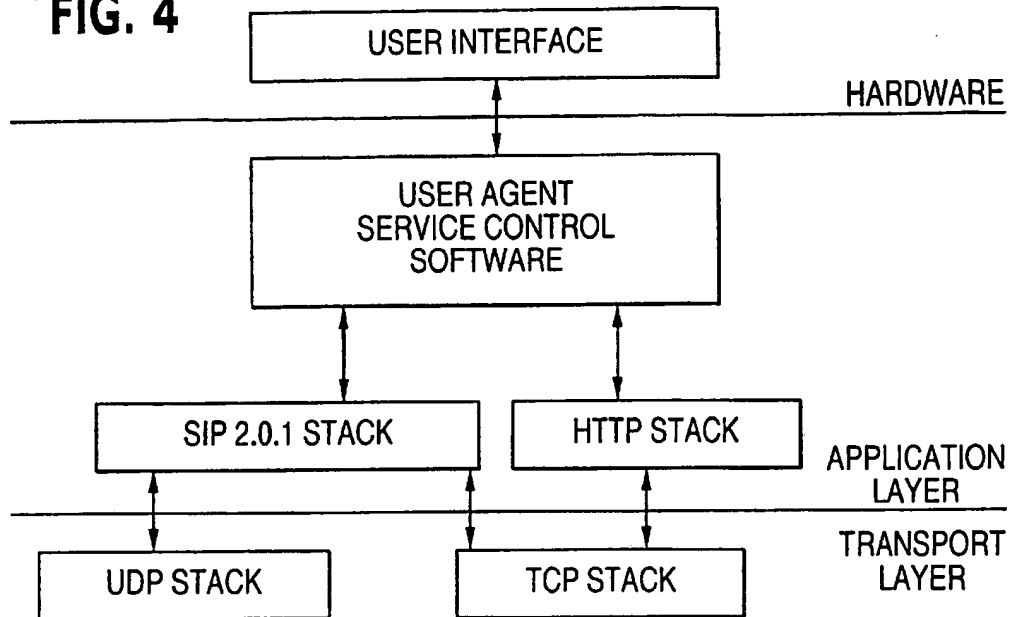 FIG. 4
USER INTERFACE
HARDWARE
USER AGENT
SERVICE CONTROL
SOFTWARE
SIP 2.0.1 STACK
HTTP STACK
APPLICATION
LAYER
UDP STACK
TCP STACK
TRANSPORT
LAYER